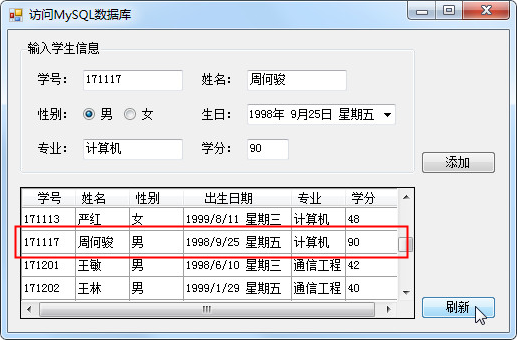 访问MySQL数据库
输入学生信息
学号： 171117 姓名： 周何骏
性别： 男 女 生日： 1998年 9月25日 星期五
专业： 计算机 学分： 90
添加
学号 姓名 性别 出生日期 专业 学分
171113 严红 女 1999/8/11 星期三 计算机 48
171117 周何骏 男 1998/9/25 星期五 计算机 90
171201 王敏 男 1998/6/10 星期三 通信工程 42
171202 王林 男 1999/1/29 星期五 通信工程 40
刷新